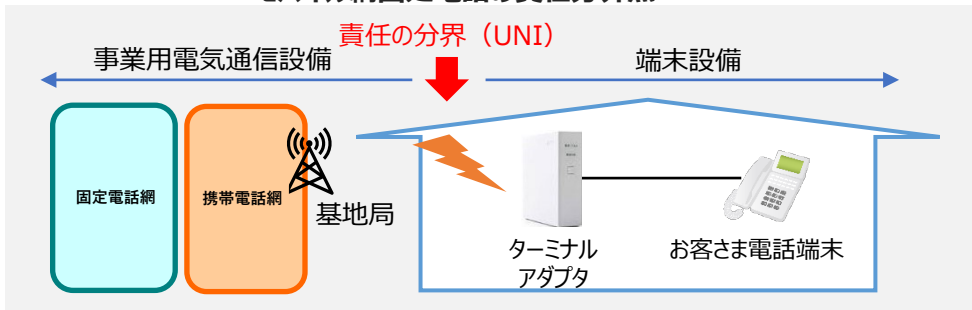 責任の分界（UNI）
事業用電気通信設備
端末設備
固定電話網
携帯電話網
基地局
ターミナル
アダプタ
お客さま電話端末